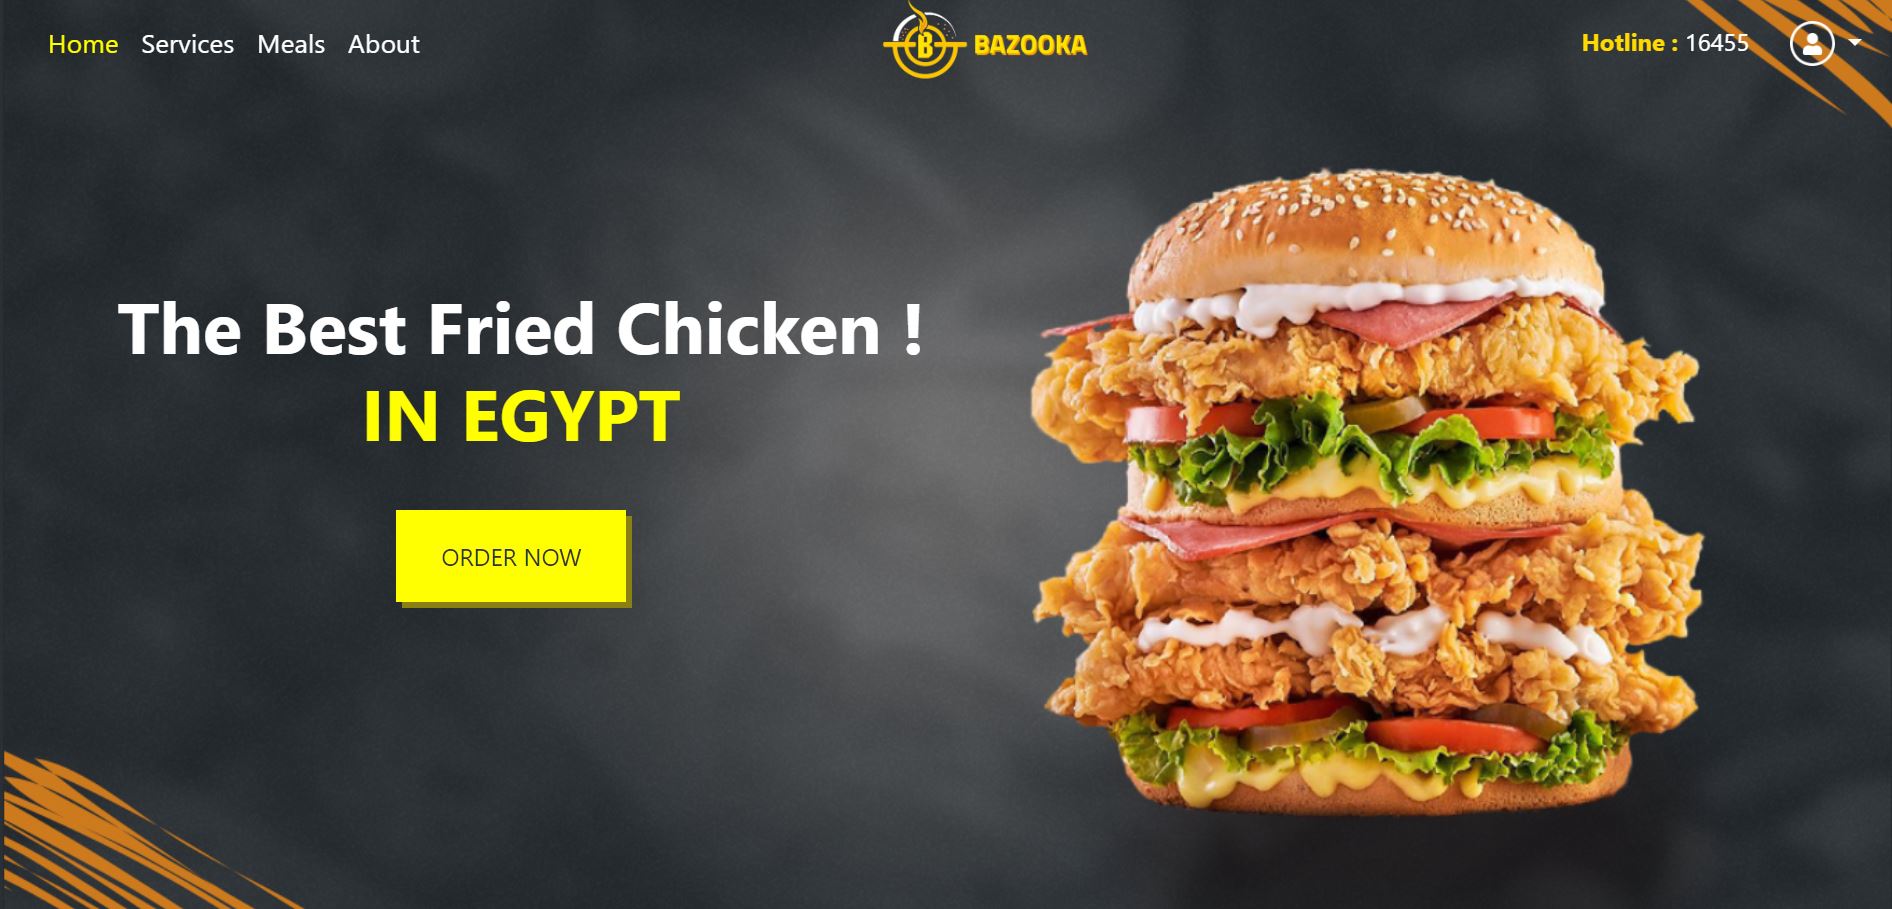 Home Services Meals About
B BAZOOKA
Hotline : 16455
The Best Fried Chicken !
IN EGYPT
ORDER NOW